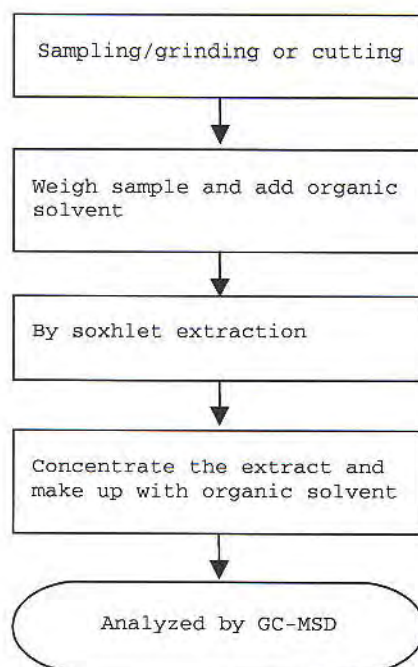 Sampling/grinding or cutting
Weigh sample and add organic
solvent
By soxhlet extraction
Concentrate the extract and
make up with organic solvent
Analyzed by GC-MSD